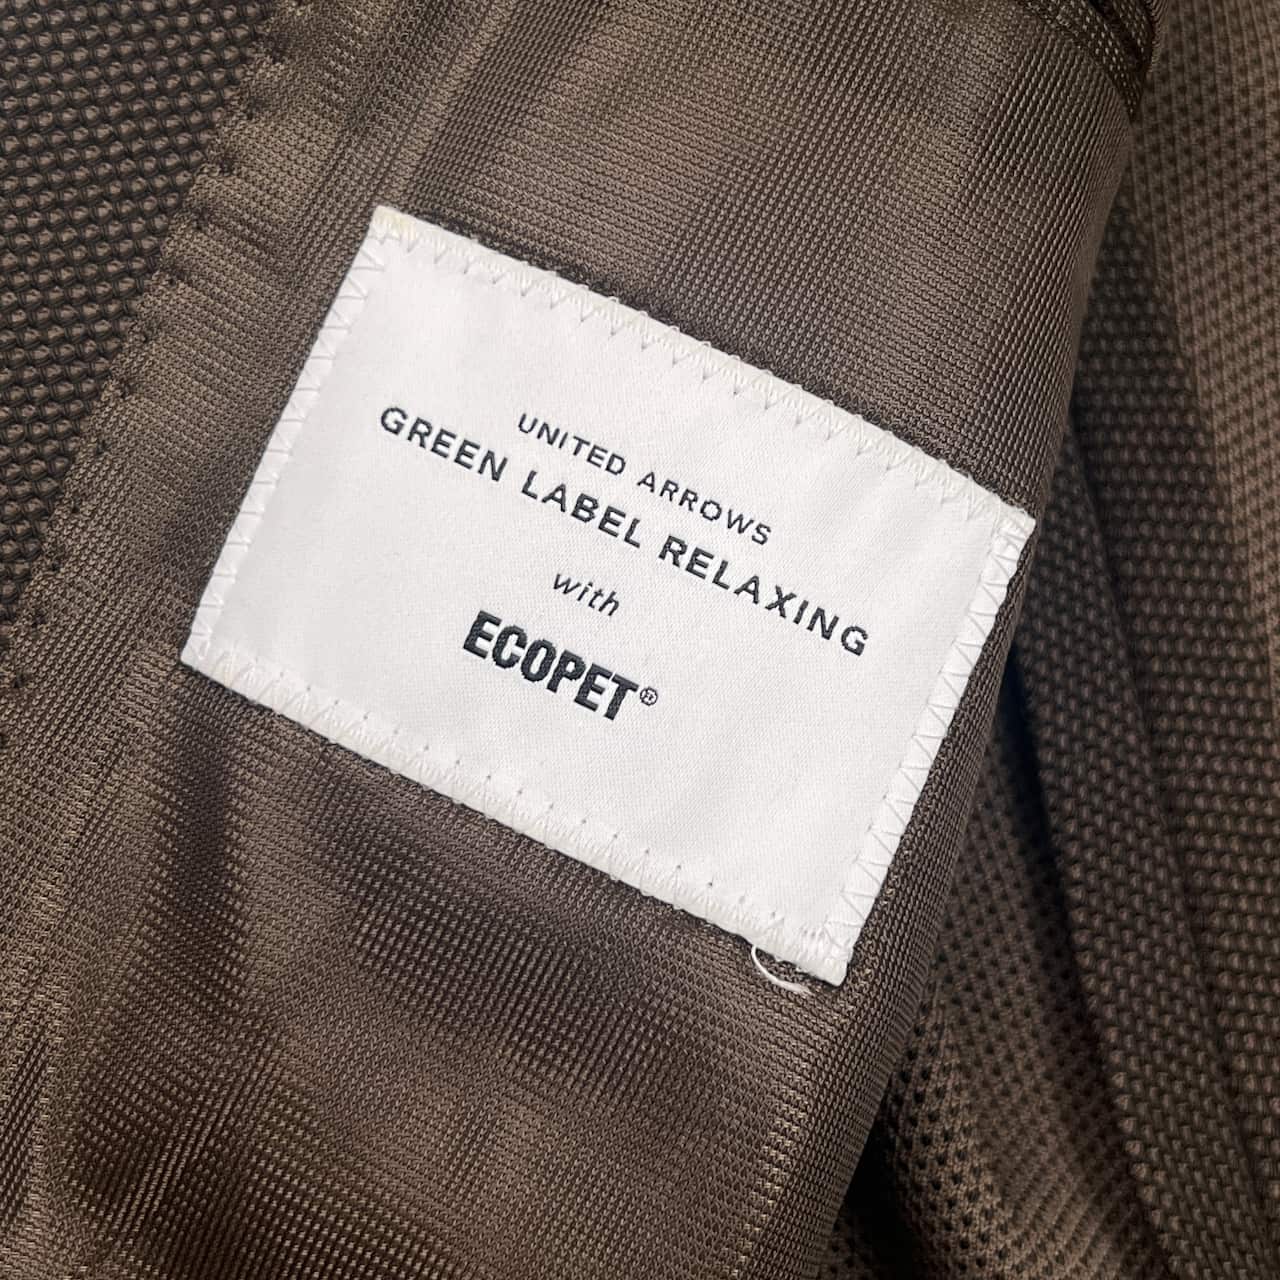 UNITED ARROWS
GREEN LABEL RELAXING
with
ECOPET®